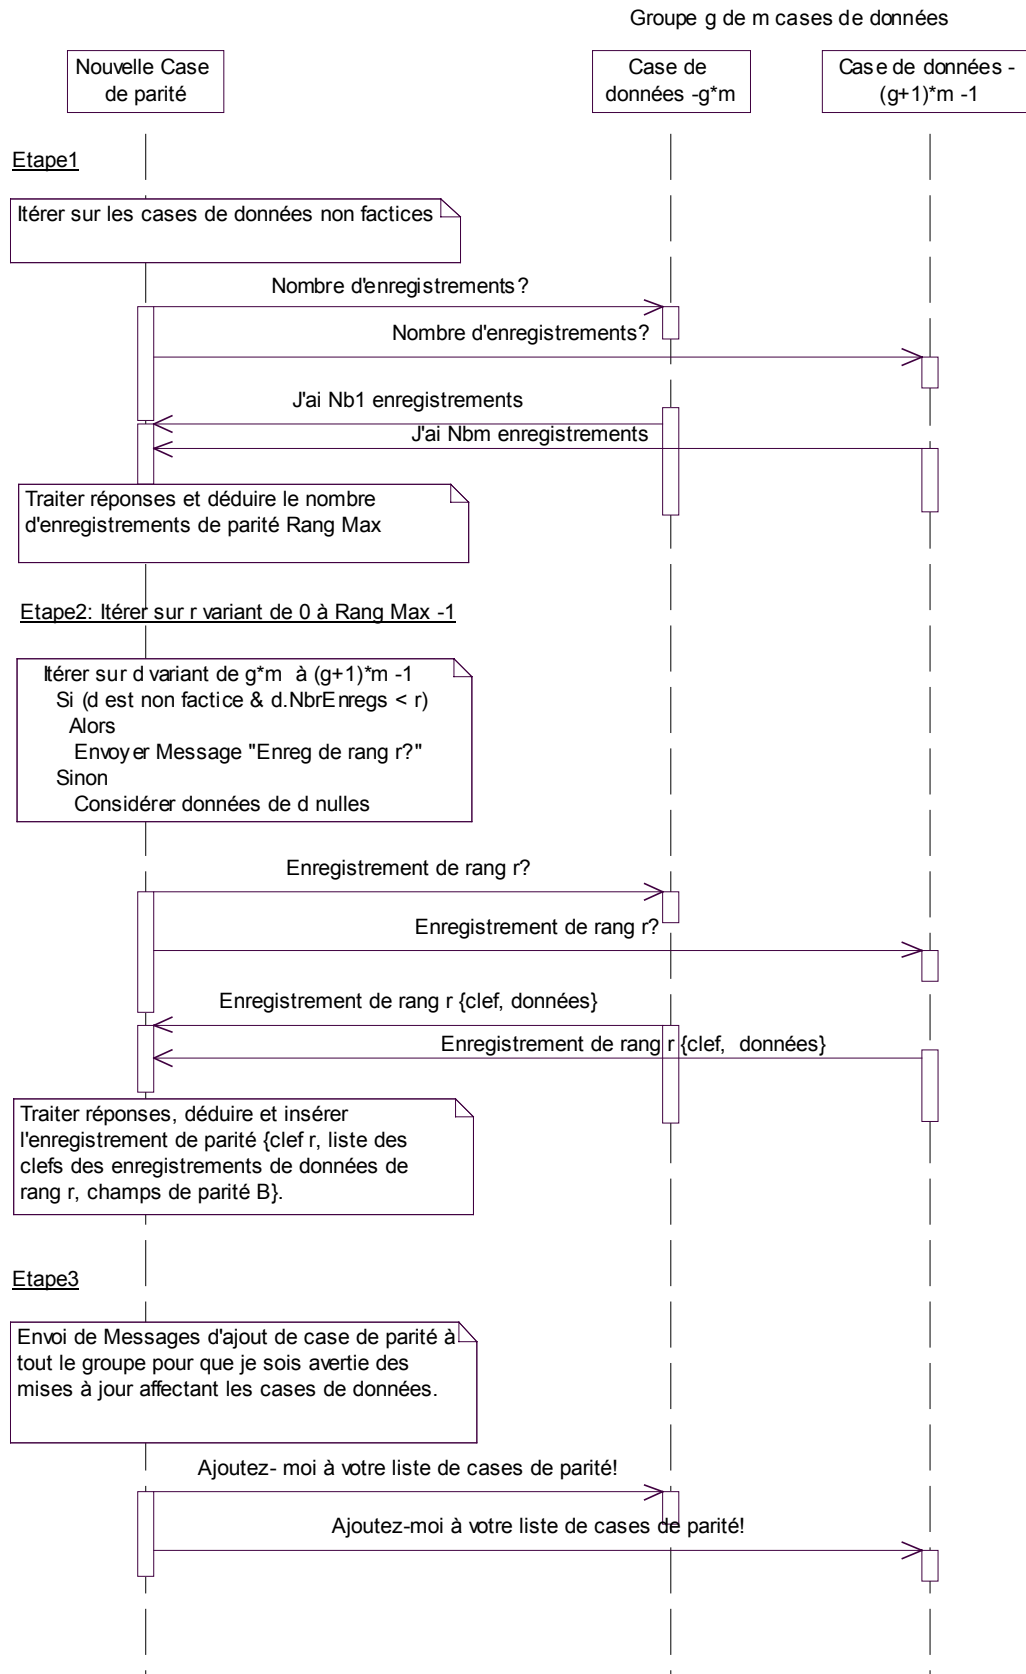 Groupe g de m cases de données
Nouvelle Case
de parité
Case de
données -g*m
Case de données -
(g+1)*m -1
Etape1
Itérer sur les cases de données non factices
Nombre d'enregistrements?
Nombre d'enregistrements?
J'ai Nb1 enregistrements
J'ai Nbm enregistrements
Traiter réponses et déduire le nombre
d'enregistrements de parité Rang Max
Etape2: Itérer sur r variant de 0 à Rang Max -1
Itérer sur d variant de g*m à (g+1)*m -1
Si (d est non factice & d.NbrEnregs < r)
Alors
Envoyer Message "Enreg de rang r?"
Sinon
Considérer données de d nulles
Enregistrement de rang r?
Enregistrement de rang r?
Enregistrement de rang r {clef, données}
Enregistrement de rang r {clef, données}
Traiter réponses, déduire et insérer
l'enregistrement de parité {clef r, liste des
clefs des enregistrements de données de
rang r, champs de parité B}.
Etape3
Envoi de Messages d'ajout de case de parité à
tout le groupe pour que je sois avertie des
mises à jour affectant les cases de données.
Ajoutez- moi à votre liste de cases de parité!
Ajoutez-moi à votre liste de cases de parité!